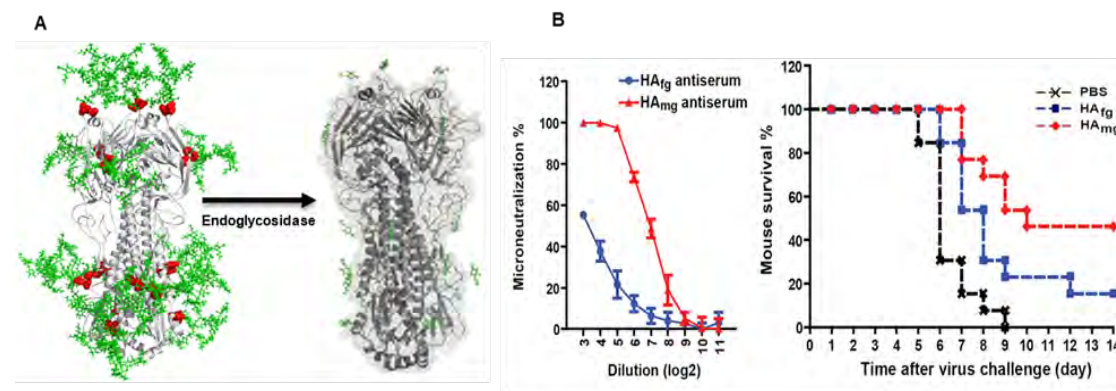 A
Endoglycosidase
B
Microneutralization %
120
100
80
60
40
20
0
HAfg antiserum
HAmg antiserum
3 4 5 6 7 8 9 10 11
Dilution (log2)
Mouse survival %
120
100
80
60
40
20
0
PBS
HAfg
HAmg
0 1 2 3 4 5 6 7 8 9 10 11 12 13 14
Time after virus challenge (day)